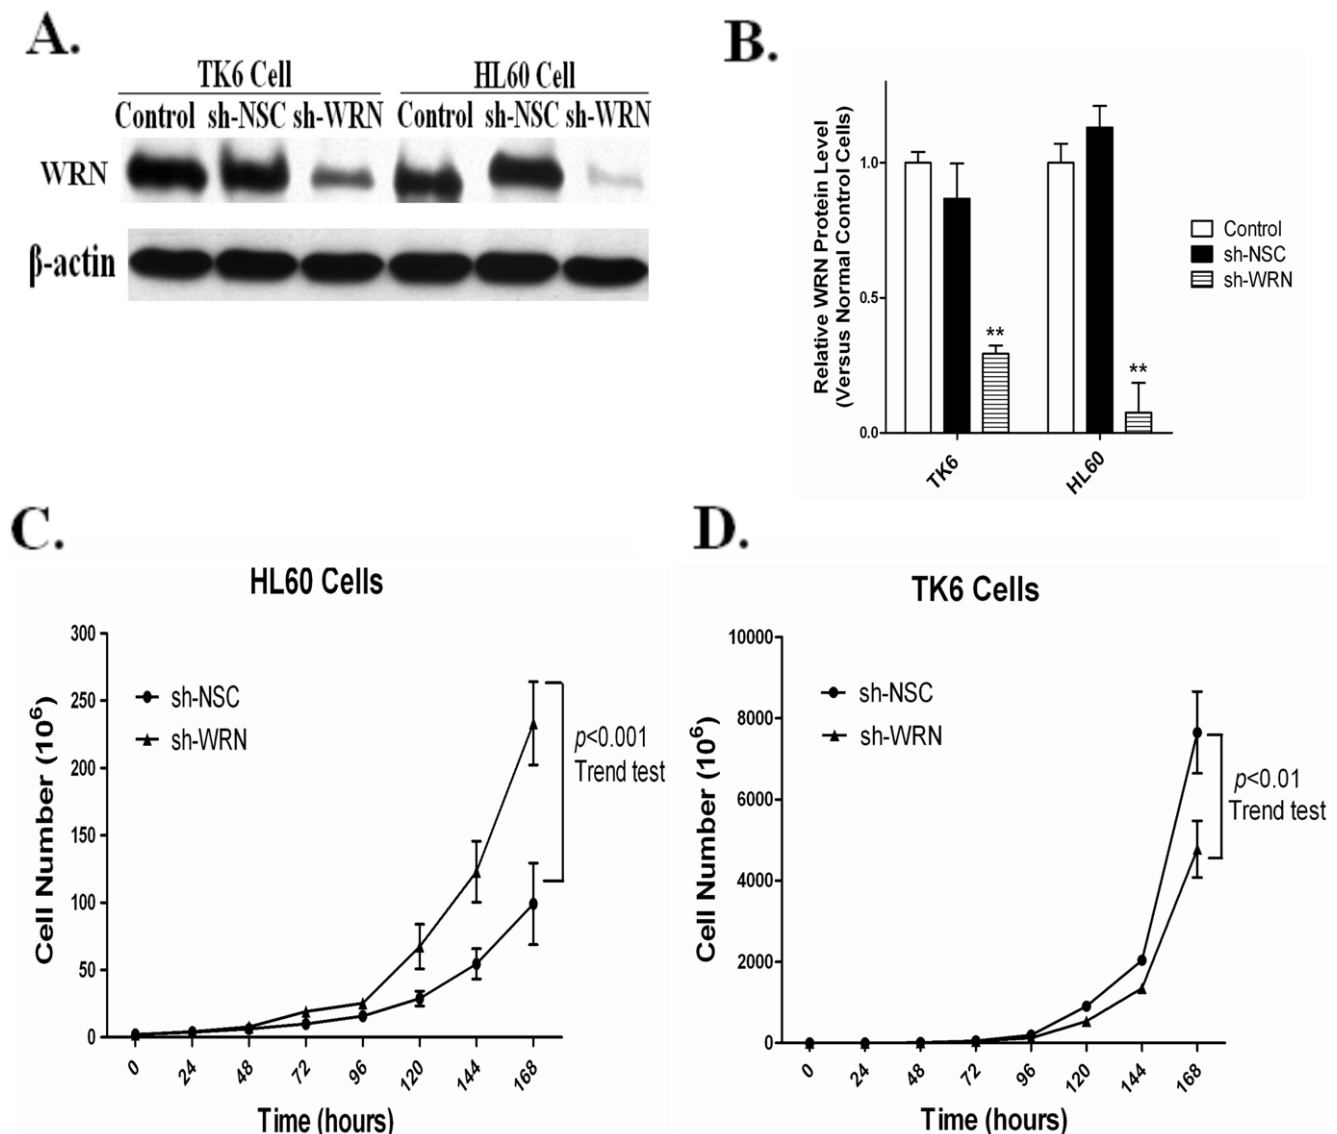 A.
TK6 Cell HL60 Cell
Control sh-NSC sh-WRN Control sh-NSC sh-WRN
WRN
β-actin
B.
Relative WRN Protein Level
(Versus Normal Control Cells)
1.0
0.5
0.0
**
**
TK6
HL60
Control
sh-NSC
sh-WRN
C.
HL60 Cells
Cell Number (10⁶)
300
250
200
150
100
50
0
sh-NSC
sh-WRN
p<0.001
Trend test
0 24 48 72 96 120 144 168
Time (hours)
D.
TK6 Cells
Cell Number (10⁶)
10000
8000
6000
4000
2000
0
sh-NSC
sh-WRN
p<0.01
Trend test
0 24 48 72 96 120 144 168
Time (hours)